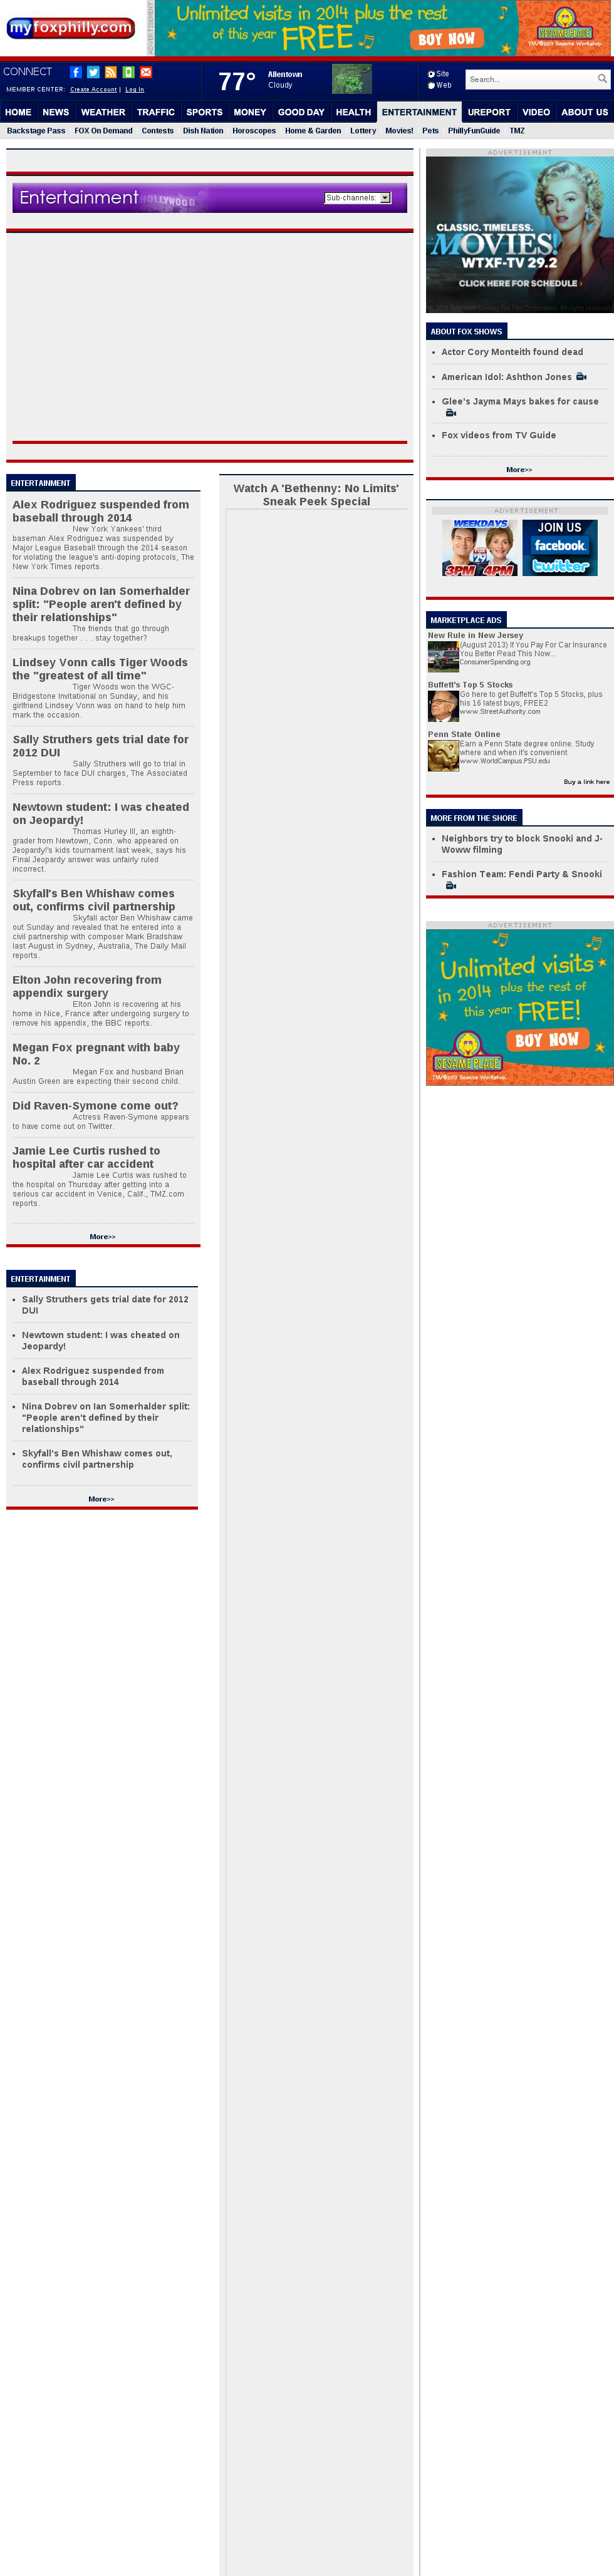 myfoxphilly.com
ADVERTISEMENT
Unlimited visits in 2014 plus the rest
of this year FREE!
BUY NOW
SESAME PLACE
TM/©2013 Sesame Workshop
CONNECT
MEMBER CENTER: Create Account | Log In
77°
Allentown
Cloudy
Site
Web
Search...
HOME NEWS WEATHER TRAFFIC SPORTS MONEY GOOD DAY HEALTH ENTERTAINMENT UREPORT VIDEO ABOUT US
Backstage Pass FOX On Demand Contests Dish Nation Horoscopes Home & Garden Lottery Movies! Pets PhillyFunGuide TMZ
Entertainment
HOLLYWOOD
Sub-channels:
ENTERTAINMENT
Alex Rodriguez suspended from
baseball through 2014
New York Yankees' third
baseman Alex Rodriguez was suspended by
Major League Baseball through the 2014 season
for violating the league's anti-doping protocols, The
New York Times reports.
Nina Dobrev on Ian Somerhalder
split: "People aren't defined by
their relationships"
The friends that go through
breakups together . . . stay together?
Lindsey Vonn calls Tiger Woods
the "greatest of all time"
Tiger Woods won the WGC-
Bridgestone Invitational on Sunday, and his
girlfriend Lindsey Vonn was on hand to help him
mark the occasion.
Sally Struthers gets trial date for
2012 DUI
Sally Struthers will go to trial in
September to face DUI charges, The Associated
Press reports.
Newtown student: I was cheated
on Jeopardy!
Thomas Hurley III, an eighth-
grader from Newtown, Conn. who appeared on
Jeopardy!'s kids tournament last week, says his
Final Jeopardy answer was unfairly ruled
incorrect.
Skyfall's Ben Whishaw comes
out, confirms civil partnership
Skyfall actor Ben Whishaw came
out Sunday and revealed that he entered into a
civil partnership with composer Mark Bradshaw
last August in Sydney, Australia, The Daily Mail
reports.
Elton John recovering from
appendix surgery
Elton John is recovering at his
home in Nice, France after undergoing surgery to
remove his appendix, the BBC reports.
Megan Fox pregnant with baby
No. 2
Megan Fox and husband Brian
Austin Green are expecting their second child.
Did Raven-Symone come out?
Actress Raven-Symone appears
to have come out on Twitter.
Jamie Lee Curtis rushed to
hospital after car accident
Jamie Lee Curtis was rushed to
the hospital on Thursday after getting into a
serious car accident in Venice, Calif., TMZ.com
reports.
More>>
ENTERTAINMENT
Sally Struthers gets trial date for 2012
DUI
Newtown student: I was cheated on
Jeopardy!
Alex Rodriguez suspended from
baseball through 2014
Nina Dobrev on Ian Somerhalder split:
"People aren't defined by their
relationships"
Skyfall's Ben Whishaw comes out,
confirms civil partnership
More>>
Watch A 'Bethenny: No Limits'
Sneak Peek Special
ADVERTISEMENT
CLASSIC. TIMELESS.
MOVIES!
WTXF-TV 29.2
CLICK HERE FOR SCHEDULE ›
ABOUT FOX SHOWS
Actor Cory Monteith found dead
American Idol: Ashthon Jones
Glee's Jayma Mays bakes for cause
Fox videos from TV Guide
More>>
ADVERTISEMENT
WEEKDAYS
FOX 29
3PM 4PM
JOIN US
facebook
twitter
MARKETPLACE ADS
New Rule in New Jersey
(August 2013) If You Pay For Car Insurance
You Better Read This Now...
ConsumerSpending.org
Buffett's Top 5 Stocks
Go here to get Buffett's Top 5 Stocks, plus
his 16 latest buys, FREE2
www.StreetAuthority.com
Penn State Online
Earn a Penn State degree online. Study
where and when it's convenient.
www.WorldCampus.PSU.edu
Buy a link here
MORE FROM THE SHORE
Neighbors try to block Snooki and J-
Woww filming
Fashion Team: Fendi Party & Snooki
ADVERTISEMENT
Unlimited visits
in 2014 plus the rest of
this year FREE!
BUY NOW
SESAME PLACE
TM/©2013 Sesame Workshop